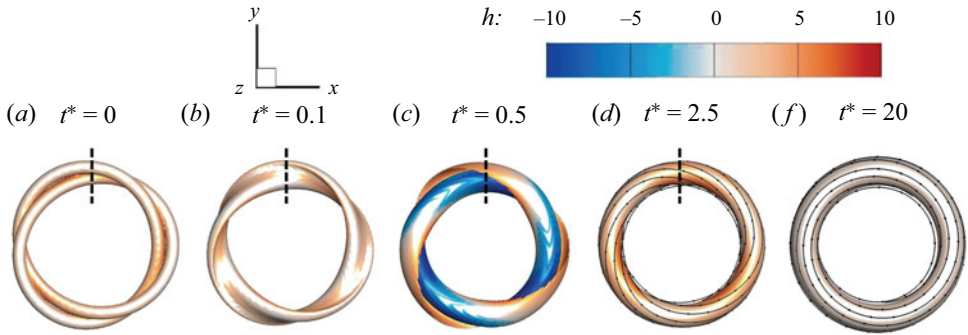 h: –10 –5 0 5 10
y
z x
(a) t* = 0 (b) t* = 0.1 (c) t* = 0.5 (d) t* = 2.5 (f) t* = 20